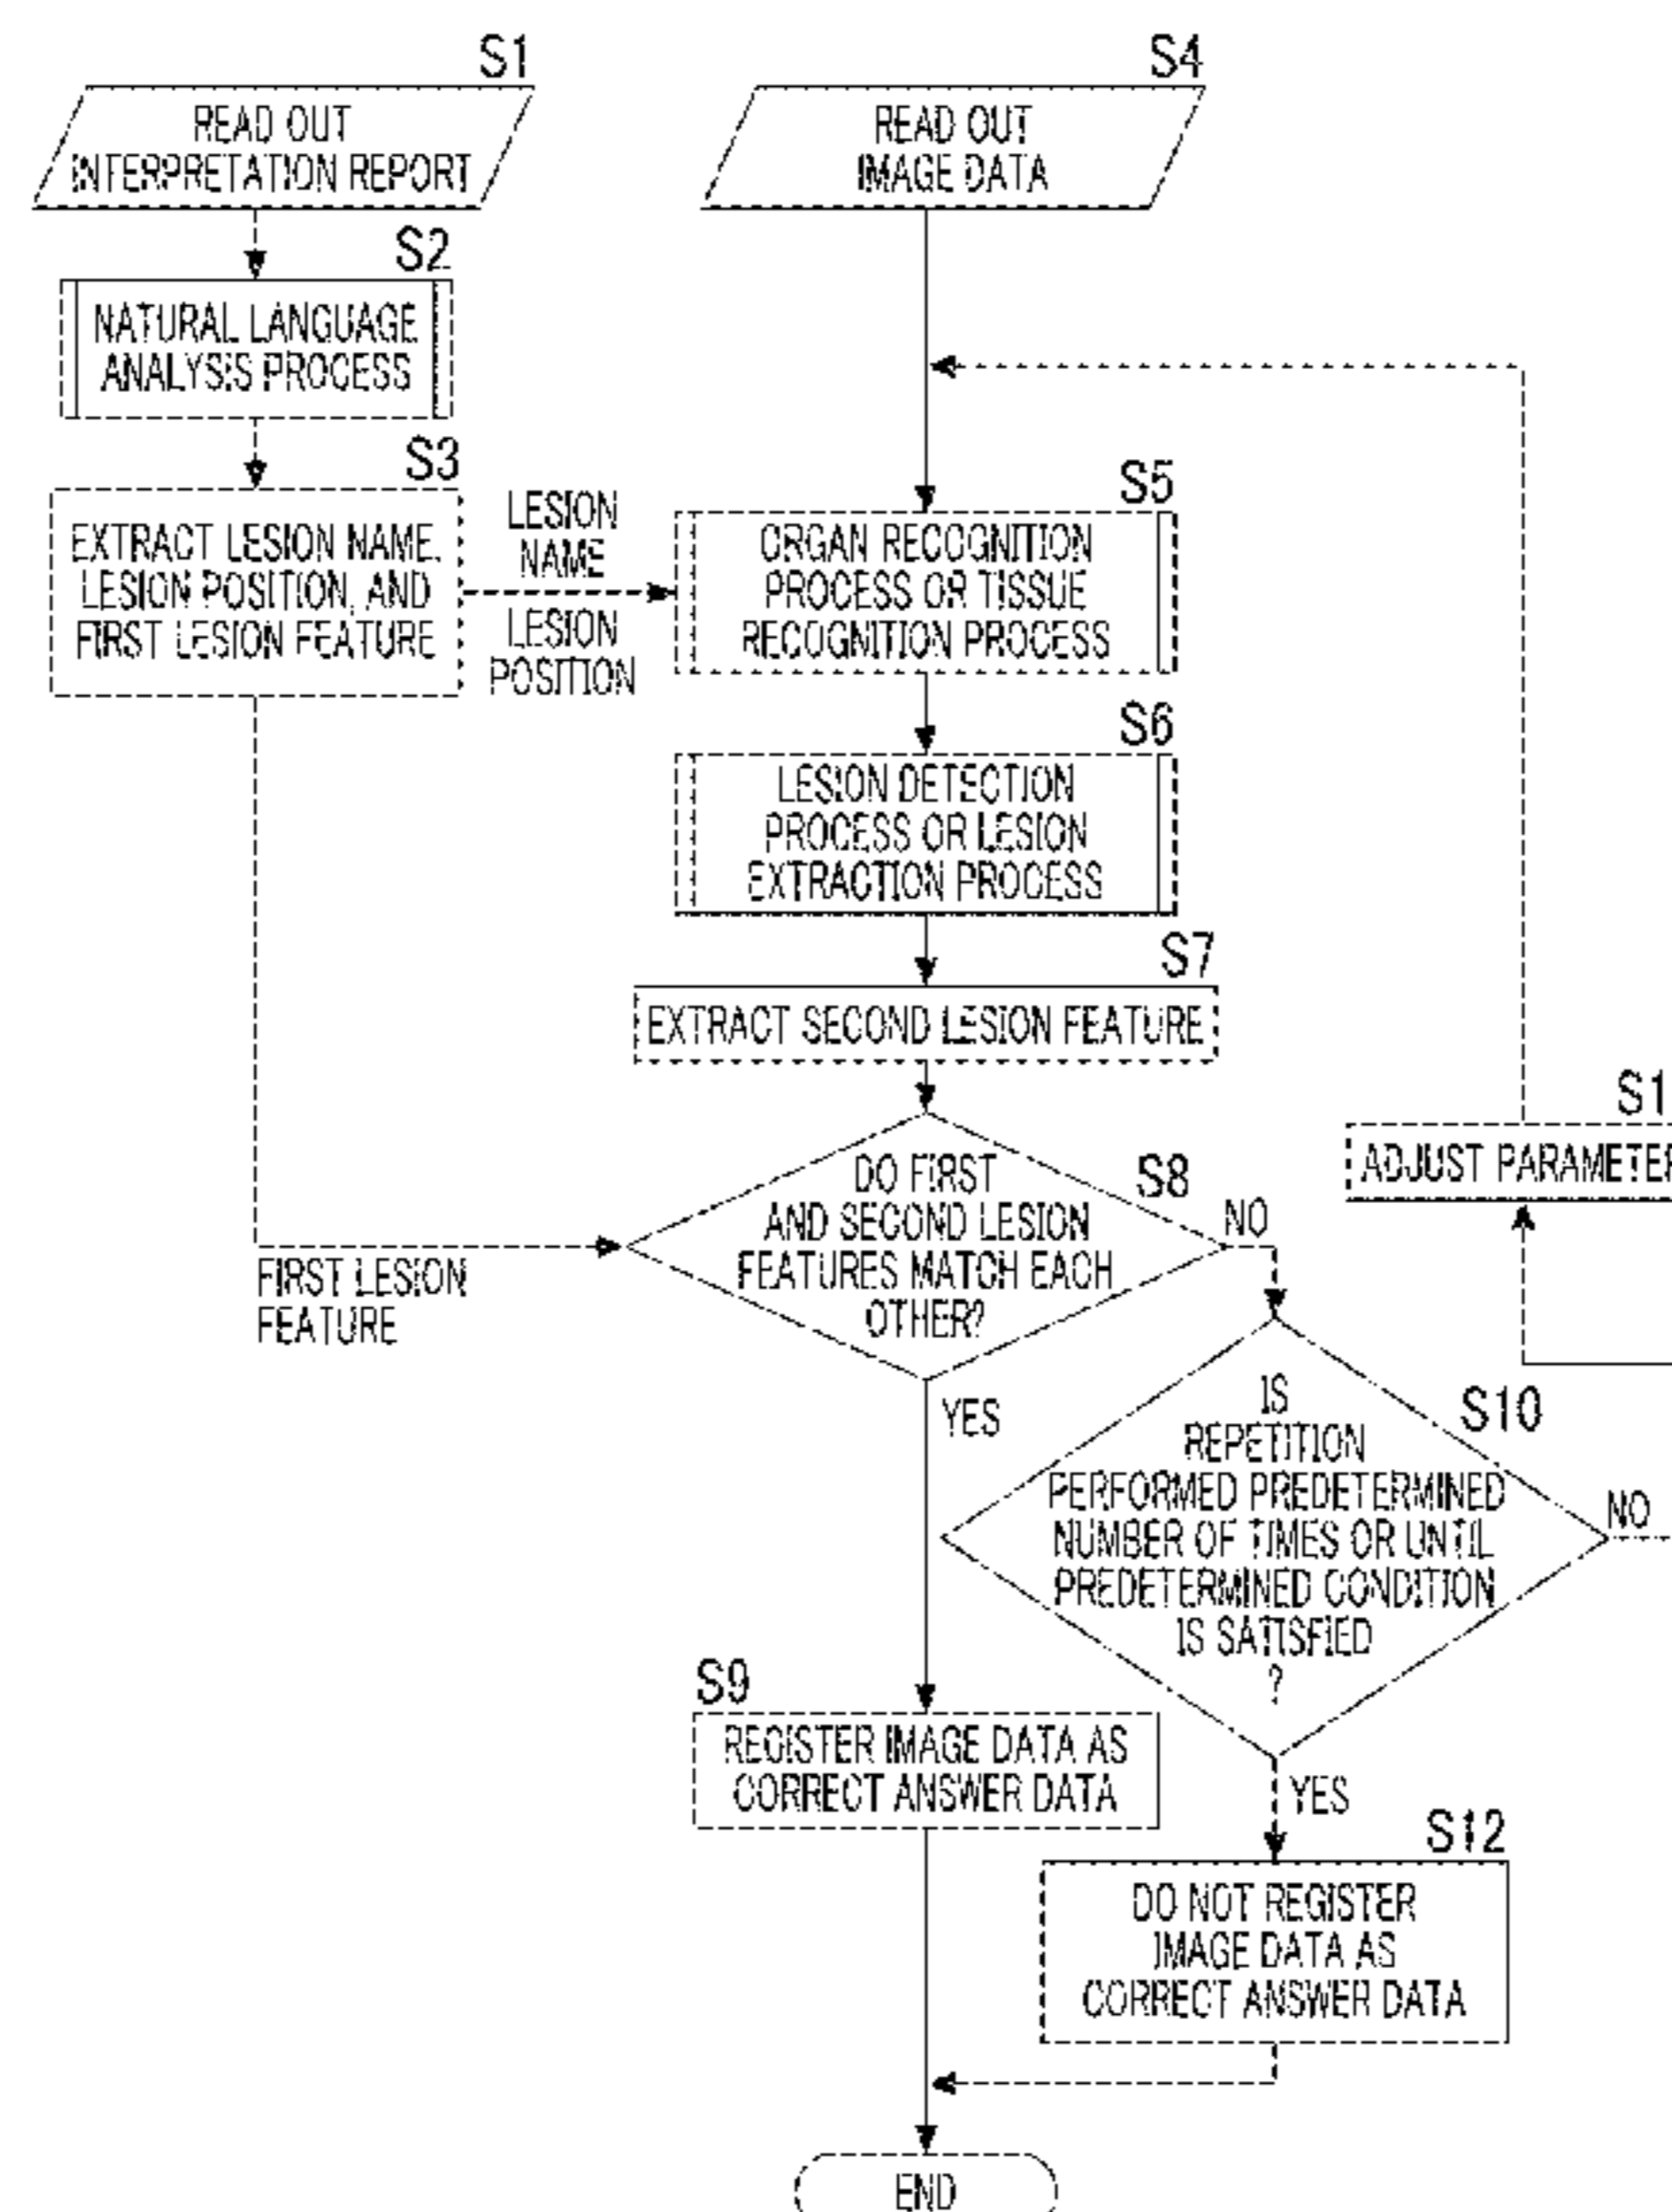 S1
READ OUT
INTERPRETATION REPORT
S2
NATURAL LANGUAGE
ANALYSIS PROCESS
S3
EXTRACT LESION NAME,
LESION POSITION, AND
FIRST LESION FEATURE
LESION
NAME
LESION
POSITION
FIRST LESION
FEATURE
S4
READ OUT
IMAGE DATA
S5
ORGAN RECOGNITION
PROCESS OR TISSUE
RECOGNITION PROCESS
S6
LESION DETECTION
PROCESS OR LESION
EXTRACTION PROCESS
S7
EXTRACT SECOND LESION FEATURE
S8
DO FIRST
AND SECOND LESION
FEATURES MATCH EACH
OTHER?
NO
YES
S1
ADJUST PARAMETER
S10
IS
REPETITION
PERFORMED PREDETERMINED
NUMBER OF TIMES OR UNTIL
PREDETERMINED CONDITION
IS SATISFIED
?
NO
YES
S9
REGISTER IMAGE DATA AS
CORRECT ANSWER DATA
S12
DO NOT REGISTER
IMAGE DATA AS
CORRECT ANSWER DATA
END